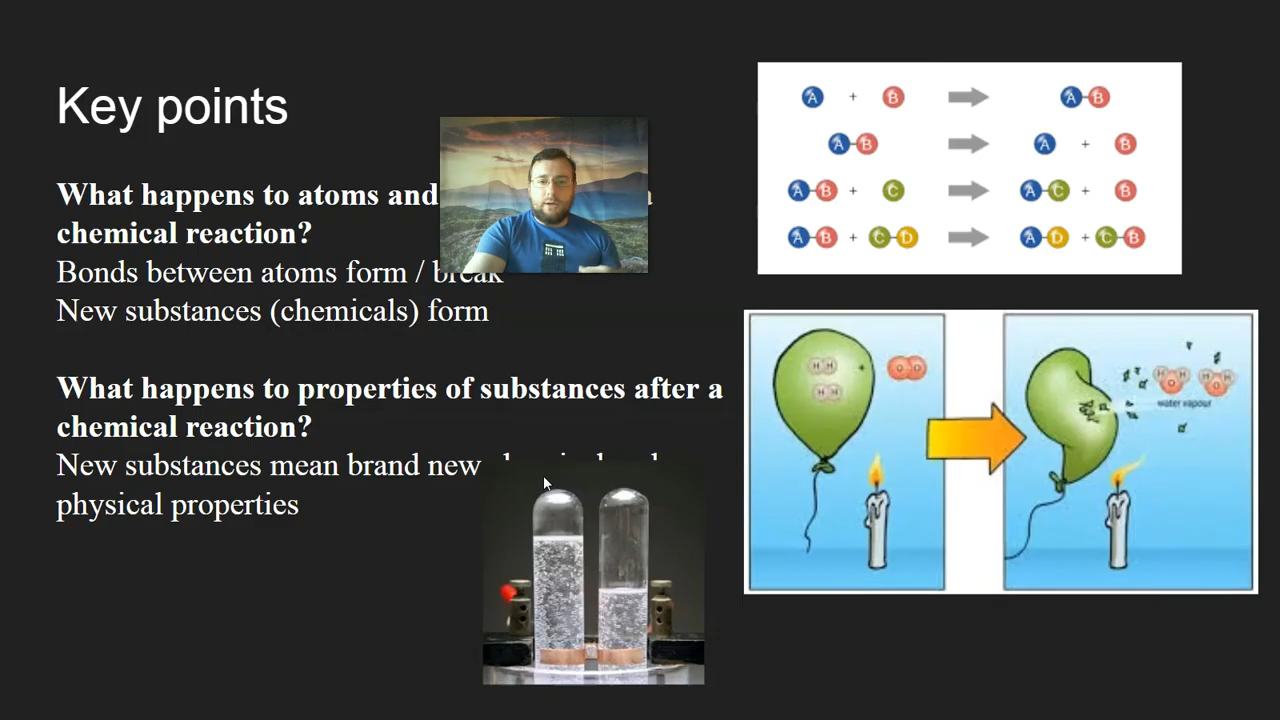 Key points
What happens to atoms and
chemical reaction?
Bonds between atoms form / break
New substances (chemicals) form
What happens to properties of substances after a
chemical reaction?
New substances mean brand new
physical properties
A + B A B
A B A + B
A B + C A C + B
A B + C D A D + C B
H H + O O
H H
H O H H O H
water vapour